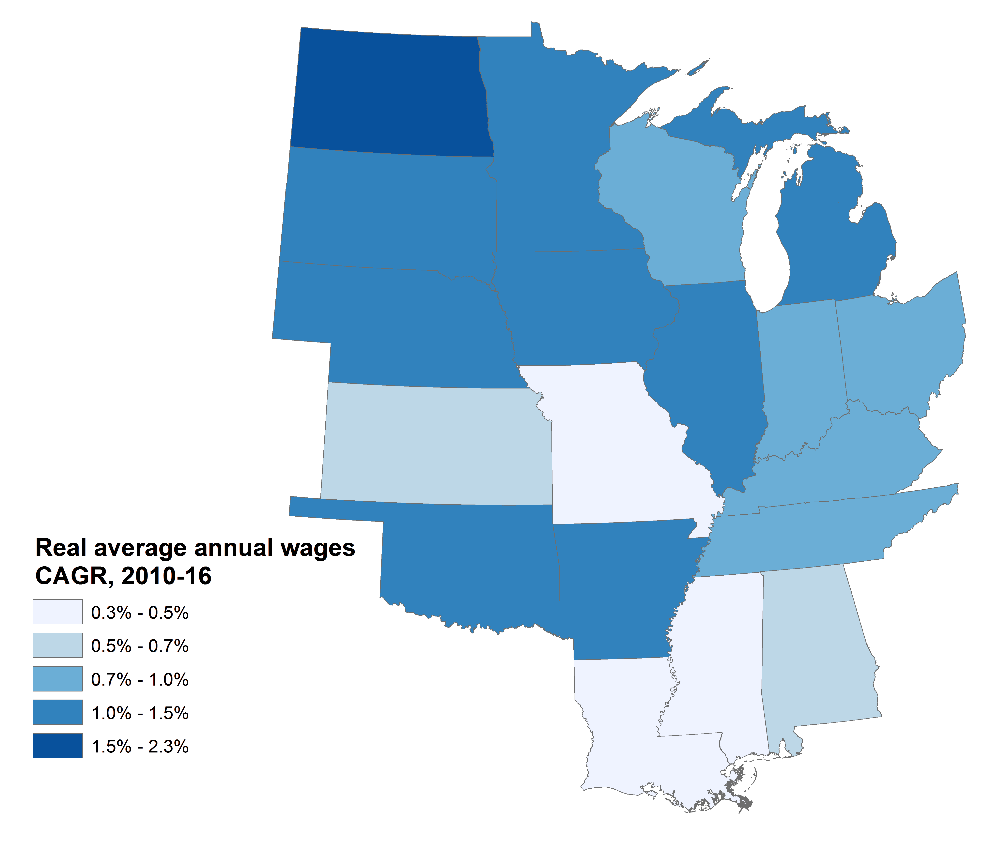 Real average annual wages
CAGR, 2010-16
0.3% - 0.5%
0.5% - 0.7%
0.7% - 1.0%
1.0% - 1.5%
1.5% - 2.3%